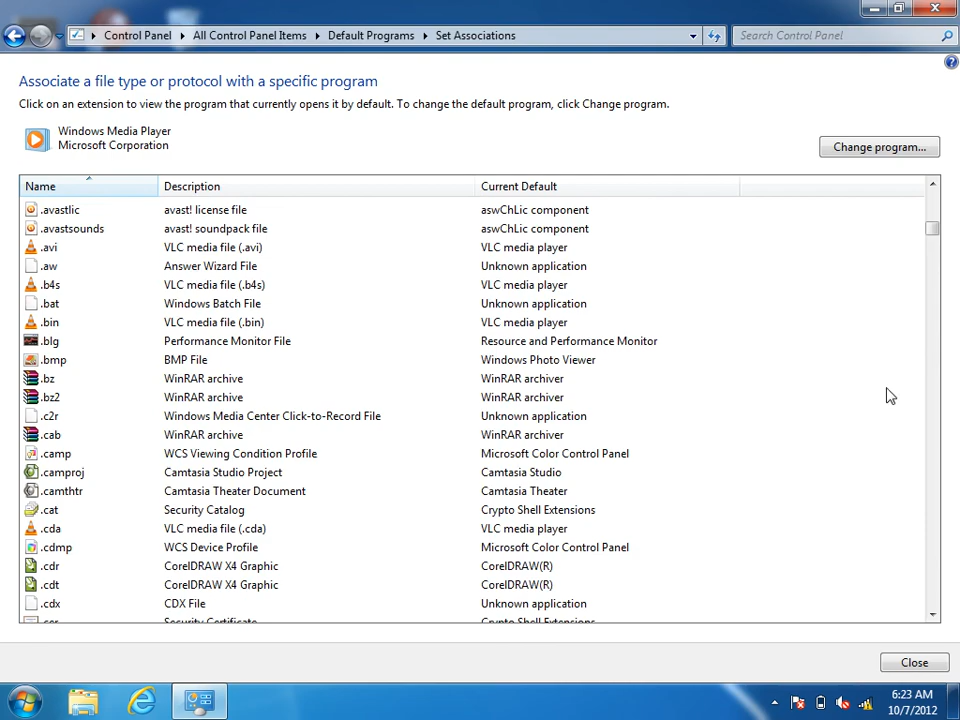 Control Panel All Control Panel Items Default Programs Set Associations Search Control Panel
Associate a file type or protocol with a specific program
Click on an extension to view the program that currently opens it by default. To change the default program, click Change program.
Windows Media Player
Microsoft Corporation
Change program...
Name Description Current Default
.avastlic avast! license file aswChLic component
.avastsounds avast! soundpack file aswChLic component
.avi VLC media file (.avi) VLC media player
.aw Answer Wizard File Unknown application
.b4s VLC media file (.b4s) VLC media player
.bat Windows Batch File Unknown application
.bin VLC media file (.bin) VLC media player
.blg Performance Monitor File Resource and Performance Monitor
.bmp BMP File Windows Photo Viewer
.bz WinRAR archive WinRAR archiver
.bz2 WinRAR archive WinRAR archiver
.c2r Windows Media Center Click-to-Record File Unknown application
.cab WinRAR archive WinRAR archiver
.camp WCS Viewing Condition Profile Microsoft Color Control Panel
.camproj Camtasia Studio Project Camtasia Studio
.camthtr Camtasia Theater Document Camtasia Theater
.cat Security Catalog Crypto Shell Extensions
.cda VLC media file (.cda) VLC media player
.cdmp WCS Device Profile Microsoft Color Control Panel
.cdr CorelDRAW X4 Graphic CorelDRAW(R)
.cdt CorelDRAW X4 Graphic CorelDRAW(R)
.cdx CDX File Unknown application
.cer Security Certificate Crypto Shell Extensions
Close
6:23 AM
10/7/2012